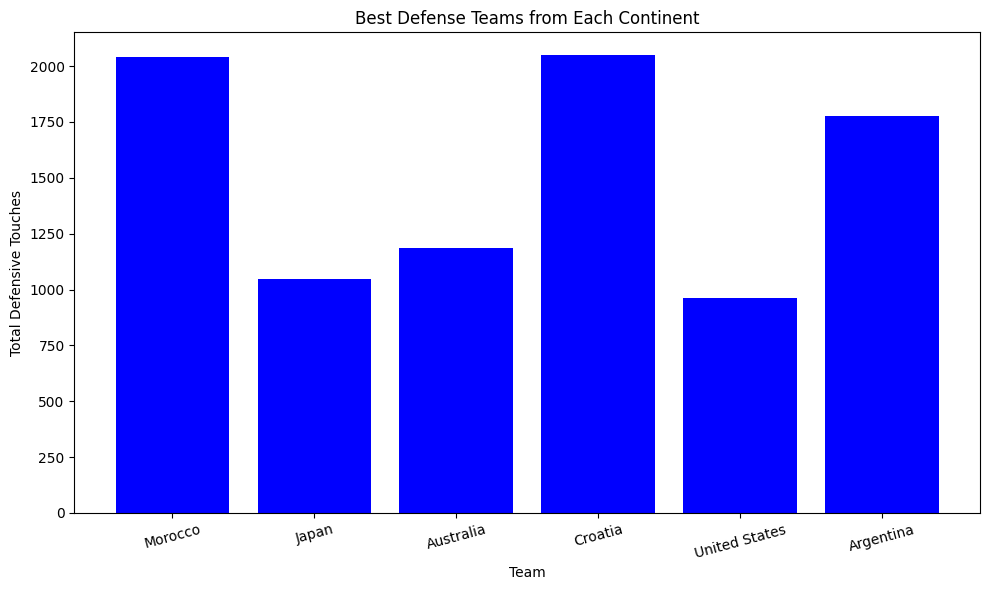 Best Defense Teams from Each Continent
Total Defensive Touches
2000
1750
1500
1250
1000
750
500
250
0
Morocco
Japan
Australia
Croatia
United States
Argentina
Team